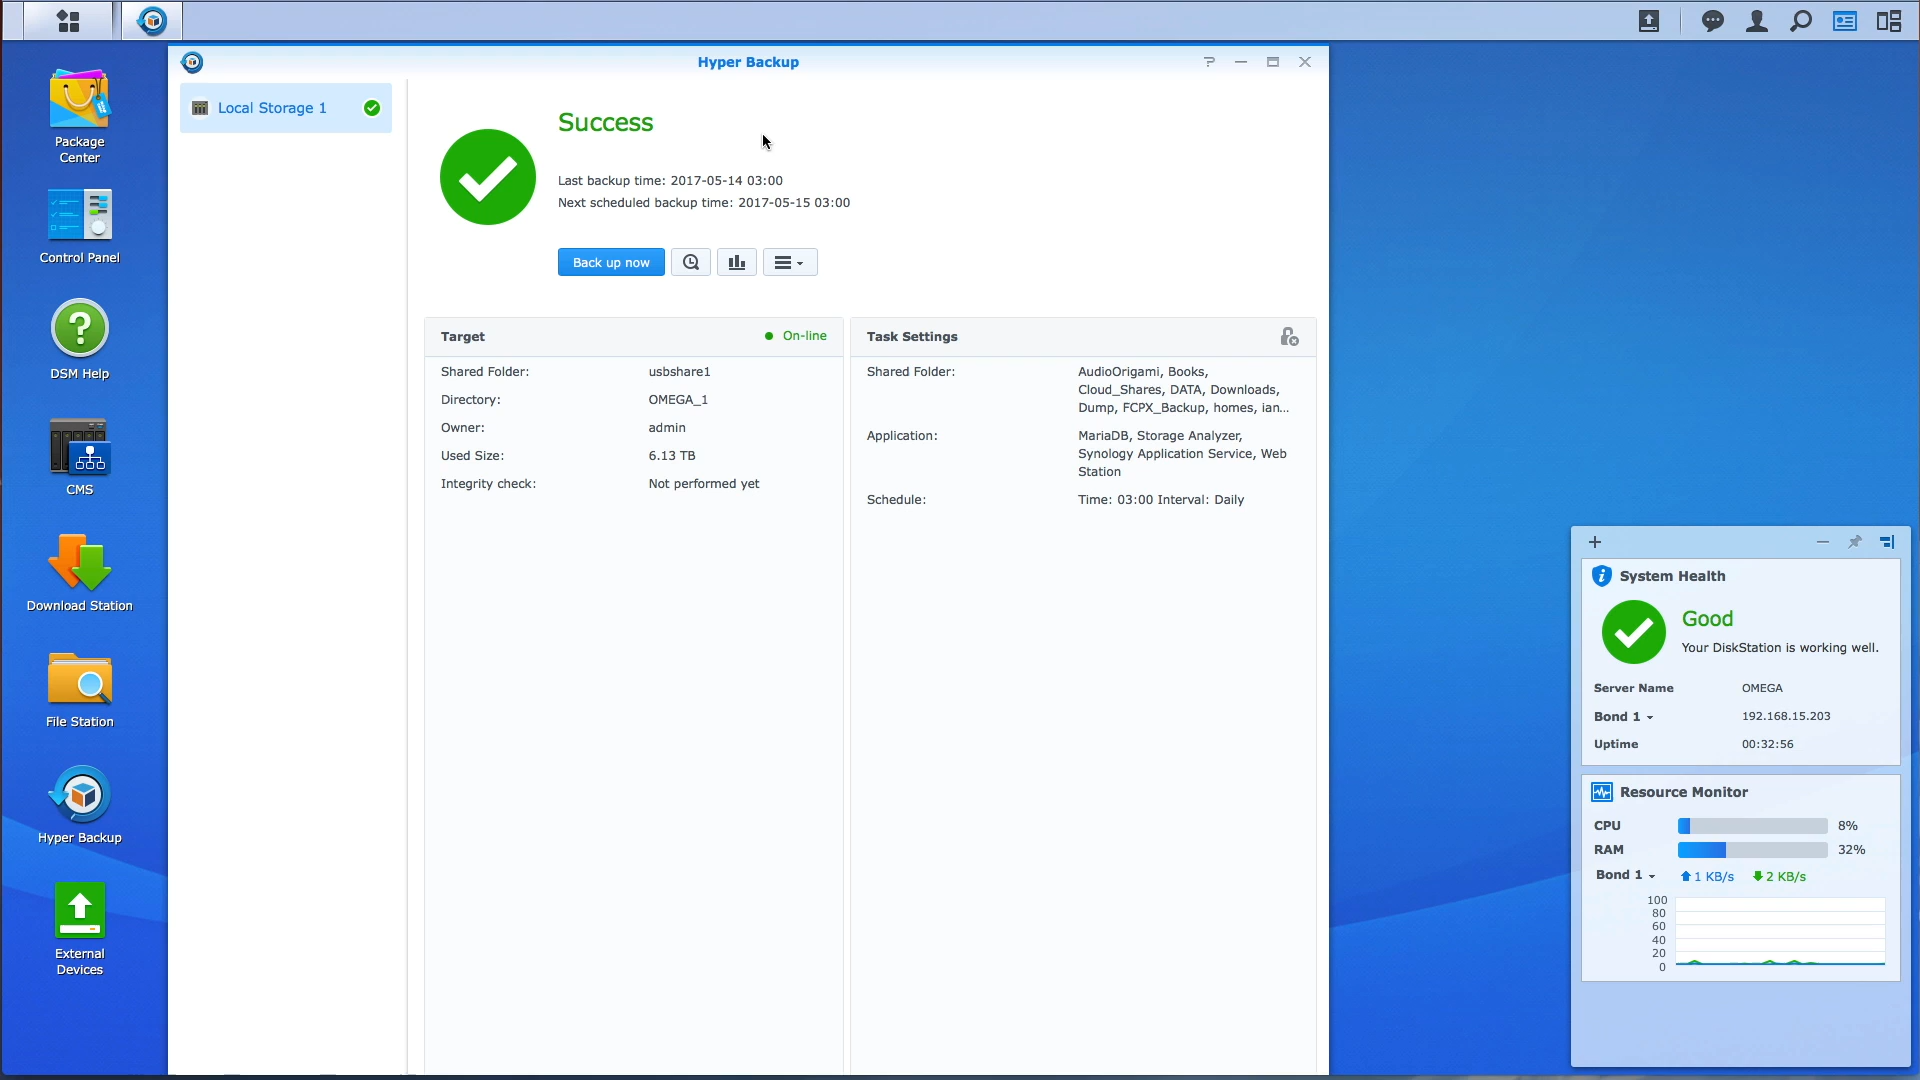 Hyper Backup
Package
Center
Control Panel
DSM Help
CMS
Download Station
File Station
Hyper Backup
External
Devices
Local Storage 1
Success
Last backup time: 2017-05-14 03:00
Next scheduled backup time: 2017-05-15 03:00
Back up now
Target
On-line
Shared Folder: usbshare1
Directory: OMEGA_1
Owner: admin
Used Size: 6.13 TB
Integrity check: Not performed yet
Task Settings
Shared Folder: AudioOrigami, Books,
Cloud_Shares, DATA, Downloads,
Dump, FCPX_Backup, homes, ian...
Application: MariaDB, Storage Analyzer,
Synology Application Service, Web
Station
Schedule: Time: 03:00 Interval: Daily
System Health
Good
Your DiskStation is working well.
Server Name OMEGA
Bond 1 192.168.15.203
Uptime 00:32:56
Resource Monitor
CPU 8%
RAM 32%
Bond 1 1 KB/s 2 KB/s
100
80
60
40
20
0